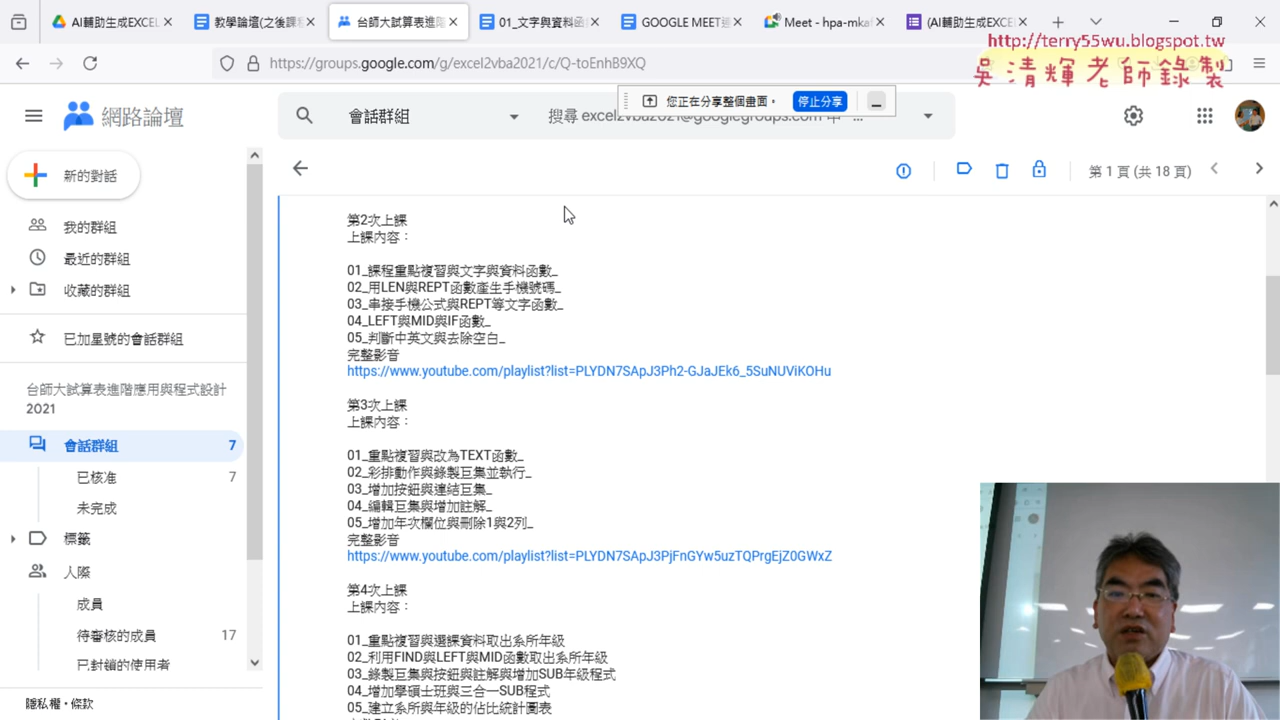 AI輔助生成EXCEL
教學論壇(之後課程
台師大試算表進階
01_文字與資料函
GOOGLE MEET
Meet - hpa-mka
(AI輔助生成EXCE
http://terry55wu.blogspot.tw
吳清輝老師錄製
https://groups.google.com/g/excel2vba2021/c/Q-toEnhB9XQ
您正在分享整個畫面。
停止分享
網路論壇
會話群組
搜尋 excel2vba2021@googlegroups.com 中 ...
新的對話
第 1 頁 (共 18 頁)
我的群組
最近的群組
收藏的群組
已加星號的會話群組
台師大試算表進階應用與程式設計
2021
會話群組 7
已核准 7
未完成
標籤
人際
成員
待審核的成員 17
已封鎖的使用者
隱私權 • 條款
第2次上課
上課內容：
01_課程重點複習與文字與資料函數_
02_用LEN與REPT函數產生手機號碼_
03_串接手機公式與REPT等文字函數_
04_LEFT與MID與IF函數_
05_判斷中英文與去除空白_
完整影音
https://www.youtube.com/playlist?list=PLYDN7SApJ3Ph2-GJaJEk6_5SuNUViKOHu
第3次上課
上課內容：
01_重點複習與改為TEXT函數_
02_彩排動作與錄製巨集並執行_
03_增加按鈕與連結巨集_
04_編輯巨集與增加註解_
05_增加年次欄位與刪除1與2列_
完整影音
https://www.youtube.com/playlist?list=PLYDN7SApJ3PjFnGYw5uzTQPrgEjZ0GWxZ
第4次上課
上課內容：
01_重點複習與選課資料取出系所年級
02_利用FIND與LEFT與MID函數取出系所年級
03_錄製巨集與按鈕與註解與增加SUB年級程式
04_增加學碩士班與三合一SUB程式
05_建立系所與年級的佔比統計圖表